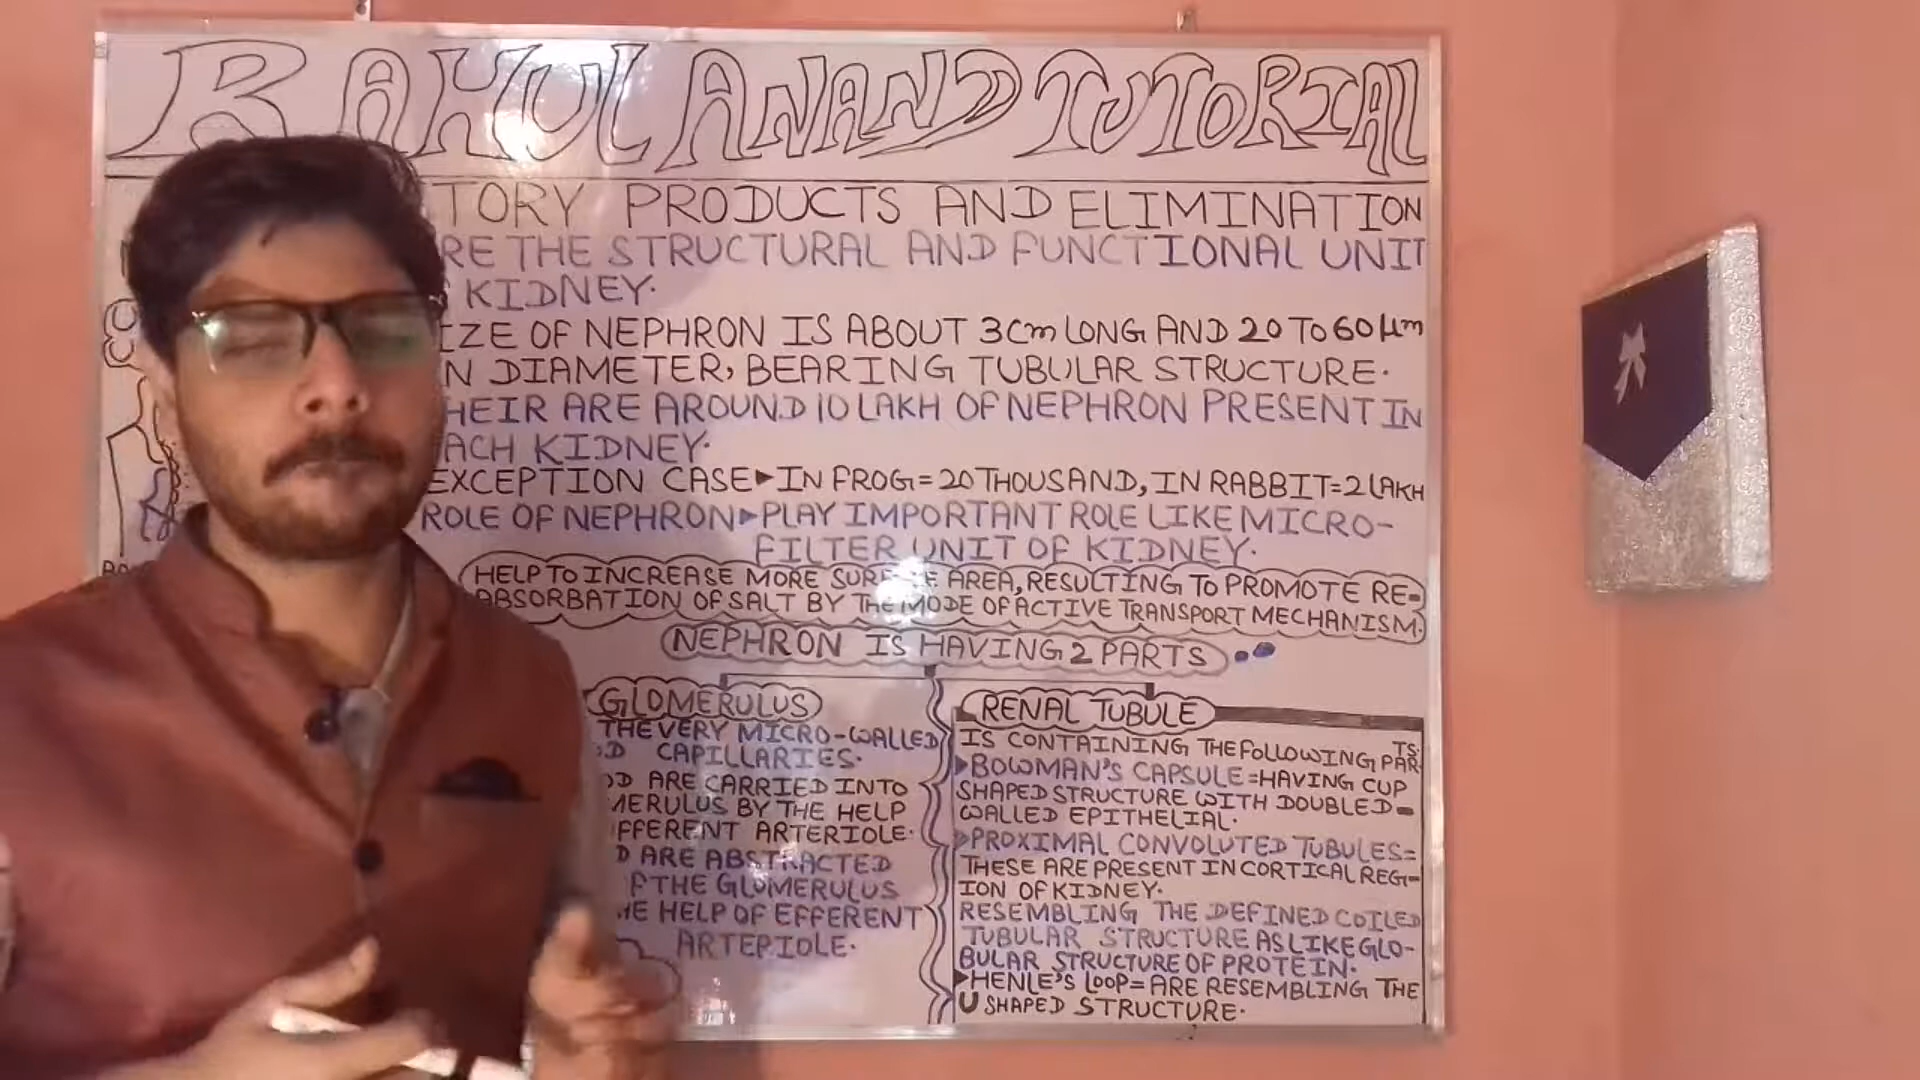 RAHUL ANAND TUTORIAL
TORY PRODUCTS AND ELIMINATION
RE THE STRUCTURAL AND FUNCTIONAL UNIT
KIDNEY.
IZE OF NEPHRON IS ABOUT 3Cm LONG AND 20 TO 60 μm
N DIAMETER, BEARING TUBULAR STRUCTURE.
HEIR ARE AROUND 10 LAKH OF NEPHRON PRESENT IN
ACH KIDNEY.
EXCEPTION CASE▶IN FROG=20 THOUSAND, IN RABBIT=2 LAKH
ROLE OF NEPHRON▶PLAY IMPORTANT ROLE LIKE MICRO-
FILTER UNIT OF KIDNEY.
HELP TO INCREASE MORE AREA, RESULTING TO PROMOTE RE-
ABSORBATION OF SALT BY THE MODE OF ACTIVE TRANSPORT MECHANISM.
NEPHRON IS HAVING 2 PARTS
GLOMERULUS
THE VERY MICRO-WALLED
D CAPILLARIES.
D ARE CARRIED INTO
MERULUS BY THE HELP
FFERENT ARTERIOLE.
D ARE ABSTRACTED
F THE GLOMERULUS
HE HELP OF EFFERENT
ARTERIOLE.
RENAL TUBULE
IS CONTAINING THE FOLLOWING PARTS.
▶BOWMAN'S CAPSULE=HAVING CUP
SHAPED STRUCTURE WITH DOUBLED-
WALLED EPITHELIAL.
▶PROXIMAL CONVOLUTED TUBULES=
THESE ARE PRESENT IN CORTICAL REG-
ION OF KIDNEY.
RESEMBLING THE DEFINED COILED
TUBULAR STRUCTURE AS LIKE GLO-
BULAR STRUCTURE OF PROTEIN.
▶HENLE'S LOOP=ARE RESEMBLING THE
U SHAPED STRUCTURE.